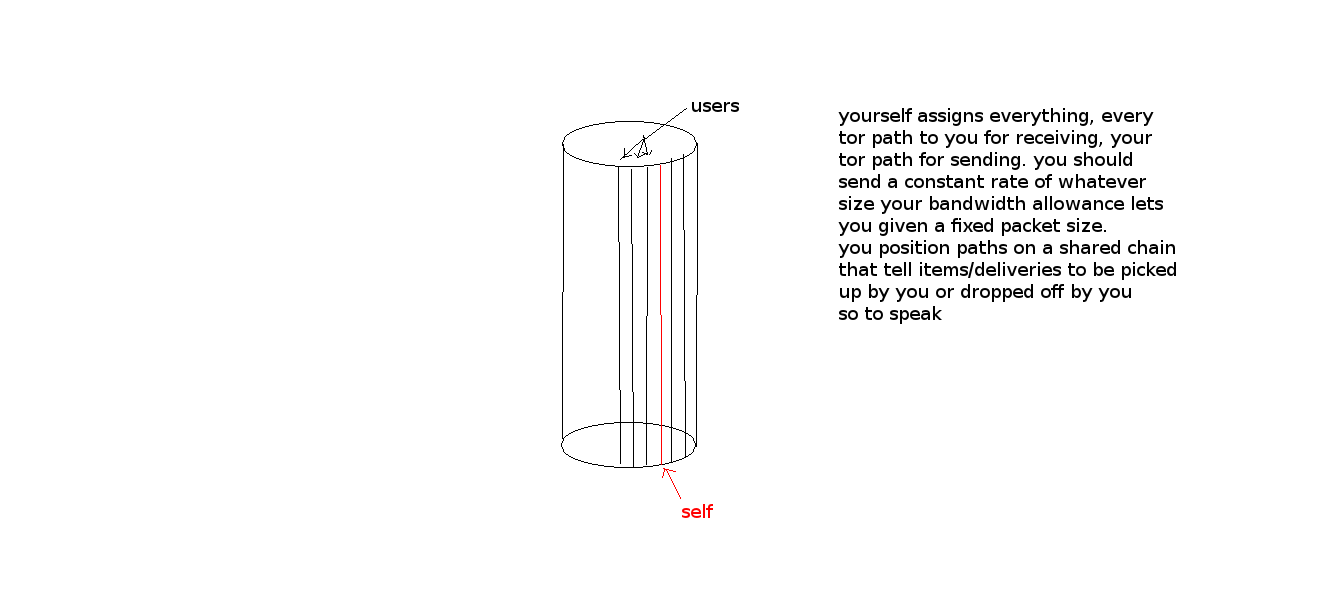 users
yourself assigns everything, every
tor path to you for receiving, your
tor path for sending. you should
send a constant rate of whatever
size your bandwidth allowance lets
you given a fixed packet size.
you position paths on a shared chain
that tell items/deliveries to be picked
up by you or dropped off by you
so to speak
self